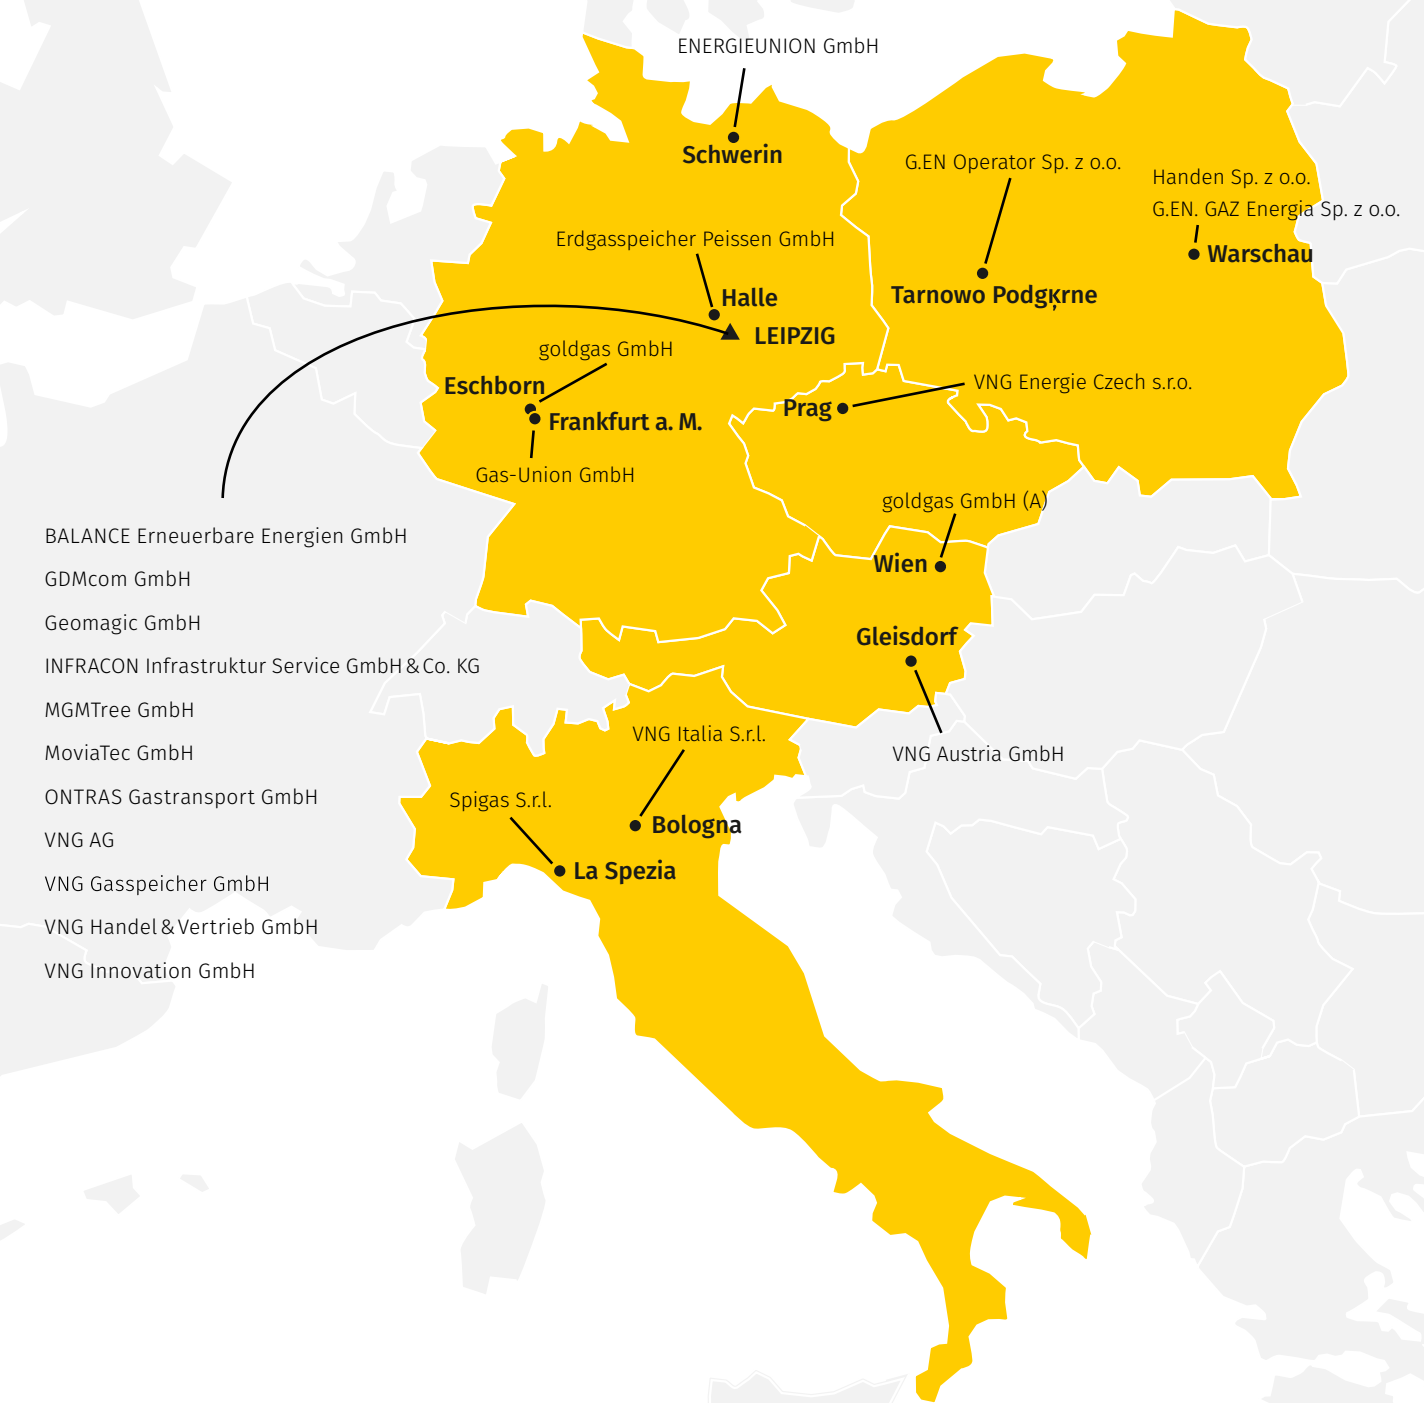 ENERGIEUNION GmbH
Schwerin
G.EN Operator Sp. z o.o.
Tarnowo Podgķrne
Handen Sp. z o.o.
G.EN. GAZ Energia Sp. z o.o.
Warschau
Erdgasspeicher Peissen GmbH
Halle
LEIPZIG
goldgas GmbH
Eschborn
Frankfurt a. M.
Gas-Union GmbH
VNG Energie Czech s.r.o.
Prag
goldgas GmbH (A)
Wien
Gleisdorf
VNG Austria GmbH
BALANCE Erneuerbare Energien GmbH
GDMcom GmbH
Geomagic GmbH
INFRACON Infrastruktur Service GmbH & Co. KG
MGMTree GmbH
MoviaTec GmbH
ONTRAS Gastransport GmbH
VNG AG
VNG Gasspeicher GmbH
VNG Handel & Vertrieb GmbH
VNG Innovation GmbH
VNG Italia S.r.l.
Bologna
Spigas S.r.l.
La Spezia